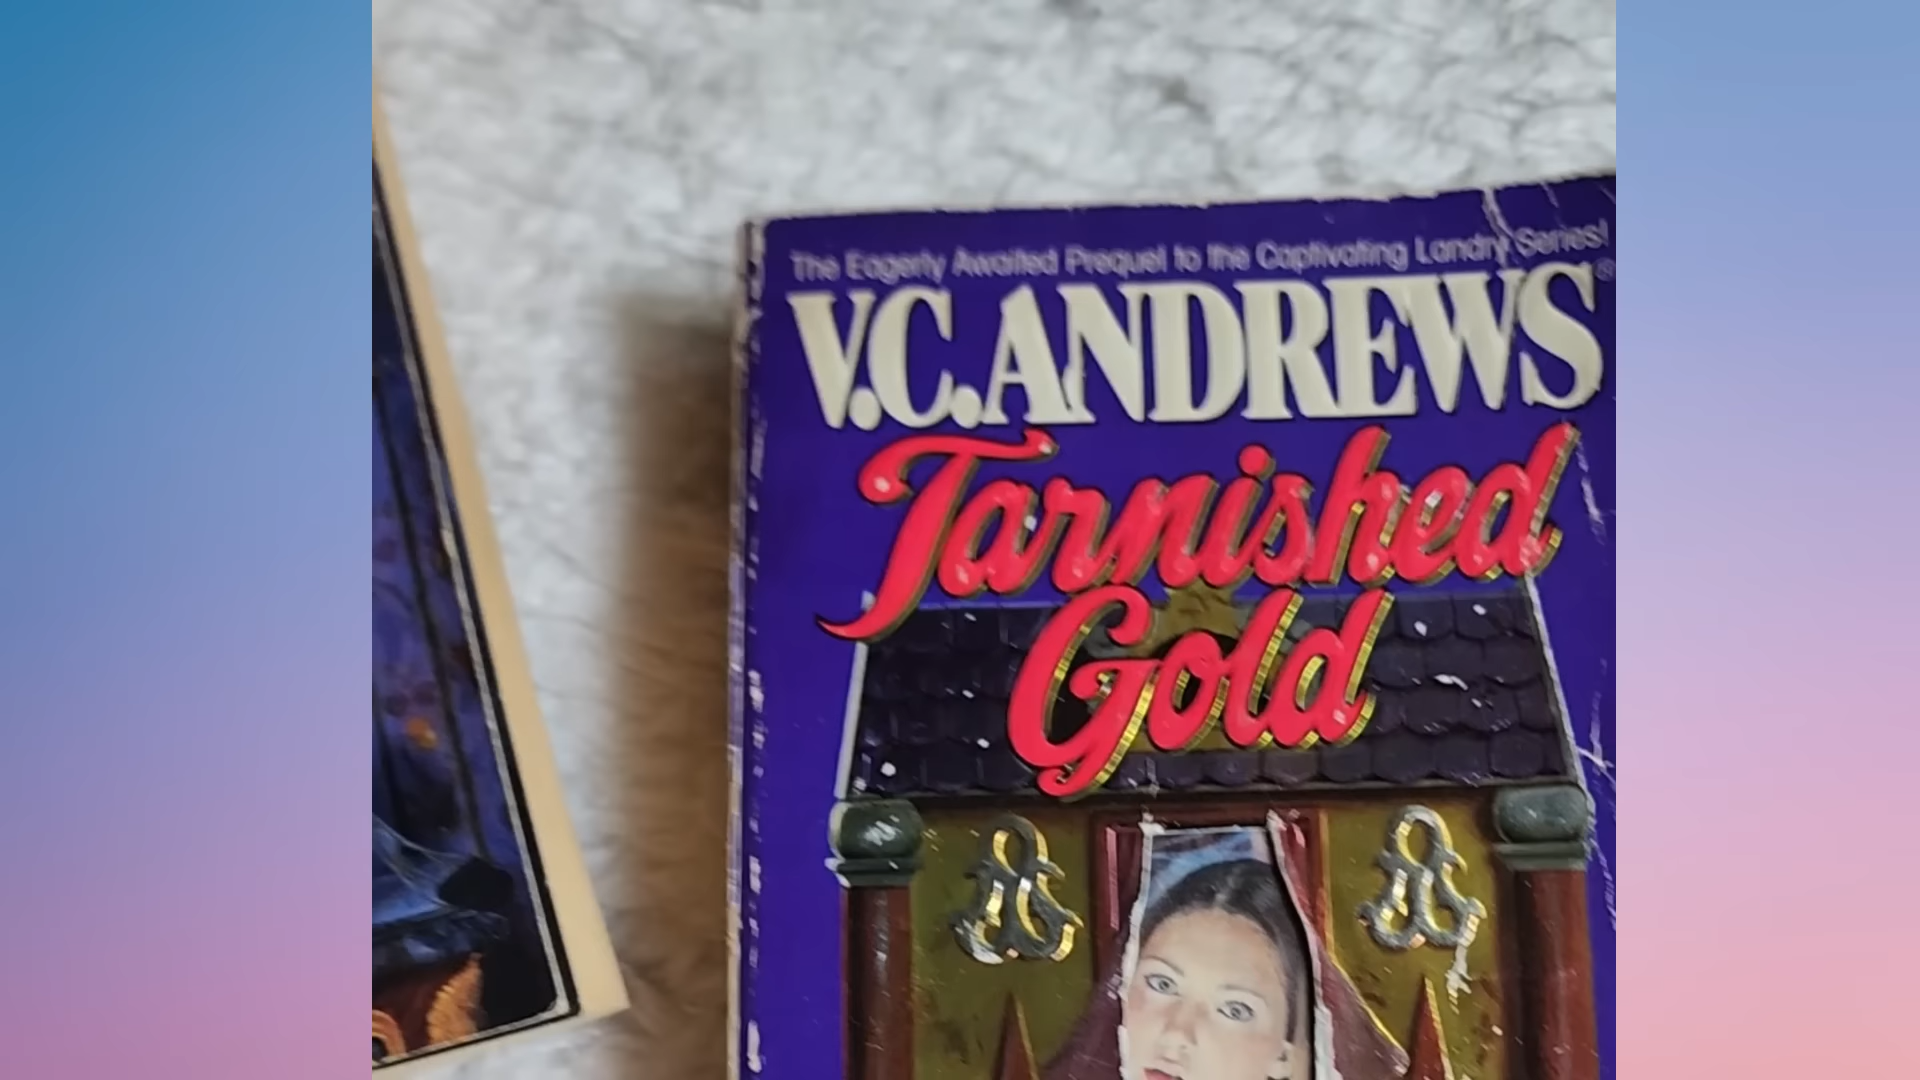 The Eagerly Awaited Prequel to the Captivating Landry Series!
V.C. ANDREWS®
Tarnished
Gold